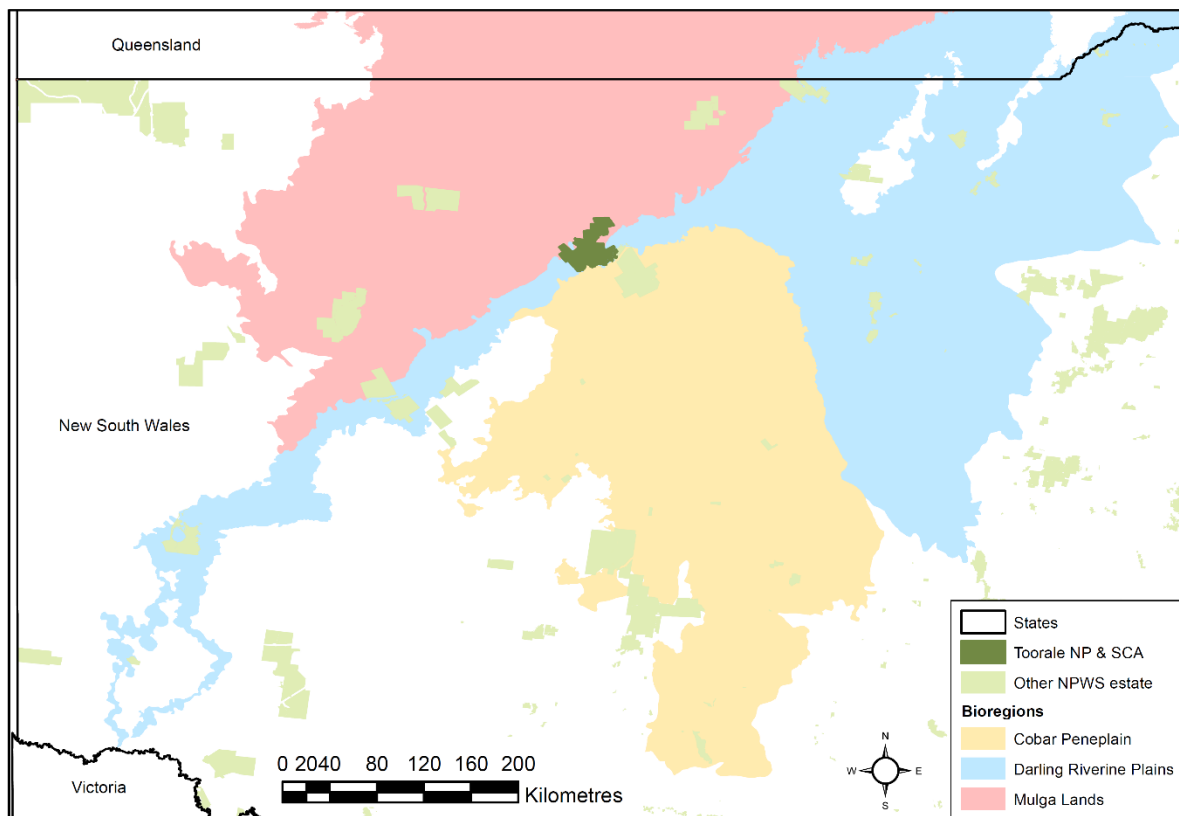 Queensland
New South Wales
Victoria
0 2040 80 120 160 200
Kilometres
N
W E
S
States
Toorale NP & SCA
Other NPWS estate
Bioregions
Cobar Peneplain
Darling Riverine Plains
Mulga Lands